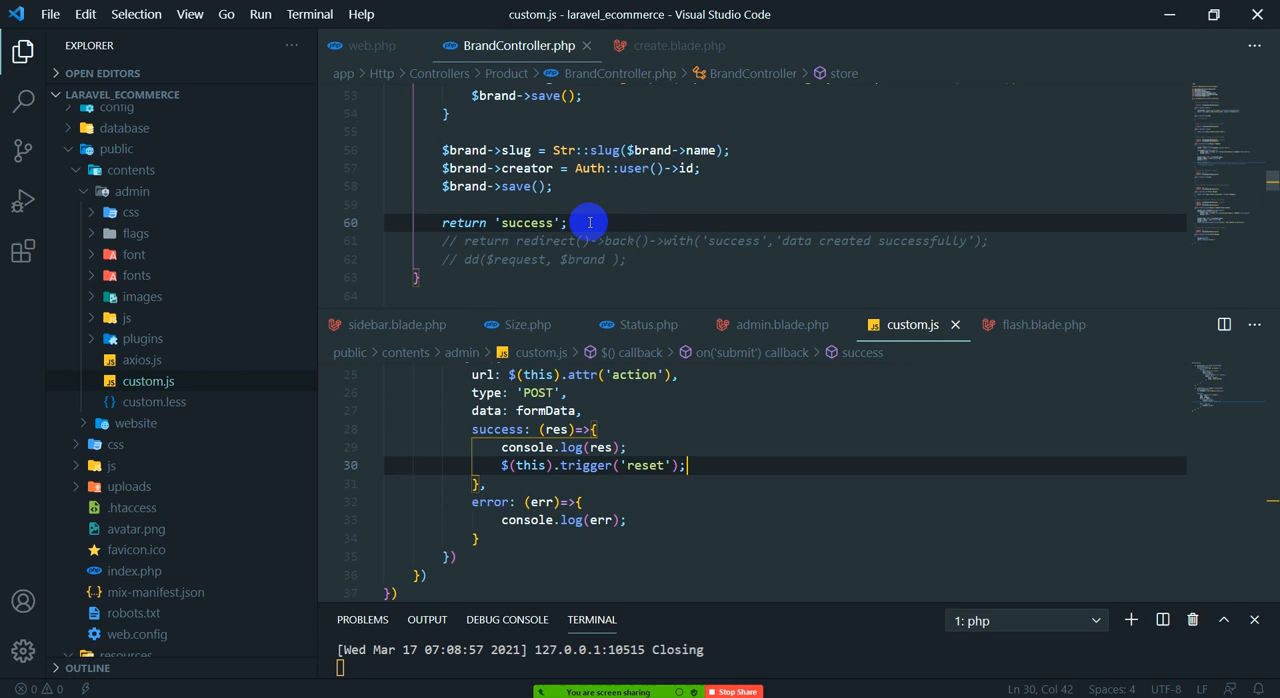 File Edit Selection View Go Run Terminal Help
custom.js - laravel_ecommerce - Visual Studio Code
EXPLORER
OPEN EDITORS
LARAVEL_ECOMMERCE
config
database
public
contents
admin
css
flags
font
fonts
images
js
plugins
axios.js
custom.js
custom.less
website
css
js
uploads
.htaccess
avatar.png
favicon.ico
index.php
mix-manifest.json
robots.txt
web.config
resources
OUTLINE
web.php BrandController.php create.blade.php
app > Http > Controllers > Product > BrandController.php > BrandController > store
53 $brand->save();
54 }
55
56 $brand->slug = Str::slug($brand->name);
57 $brand->creator = Auth::user()->id;
58 $brand->save();
59
60 return 'success';
61 // return redirect()->back()->with('success','data created successfully');
62 // dd($request, $brand );
63 }
64
sidebar.blade.php Size.php Status.php admin.blade.php custom.js flash.blade.php
public > contents > admin > custom.js > $() callback > on('submit') callback > success
25 url: $(this).attr('action'),
26 type: 'POST',
27 data: formData,
28 success: (res)=>{
29 console.log(res);
30 $(this).trigger('reset');
31 },
32 error: (err)=>{
33 console.log(err);
34 }
35 })
36 })
37 })
PROBLEMS OUTPUT DEBUG CONSOLE TERMINAL
1: php
[Wed Mar 17 07:08:57 2021] 127.0.0.1:10515 Closing
0 0
You are screen sharing Stop Share
Ln 30, Col 42 Spaces: 4 UTF-8 LF